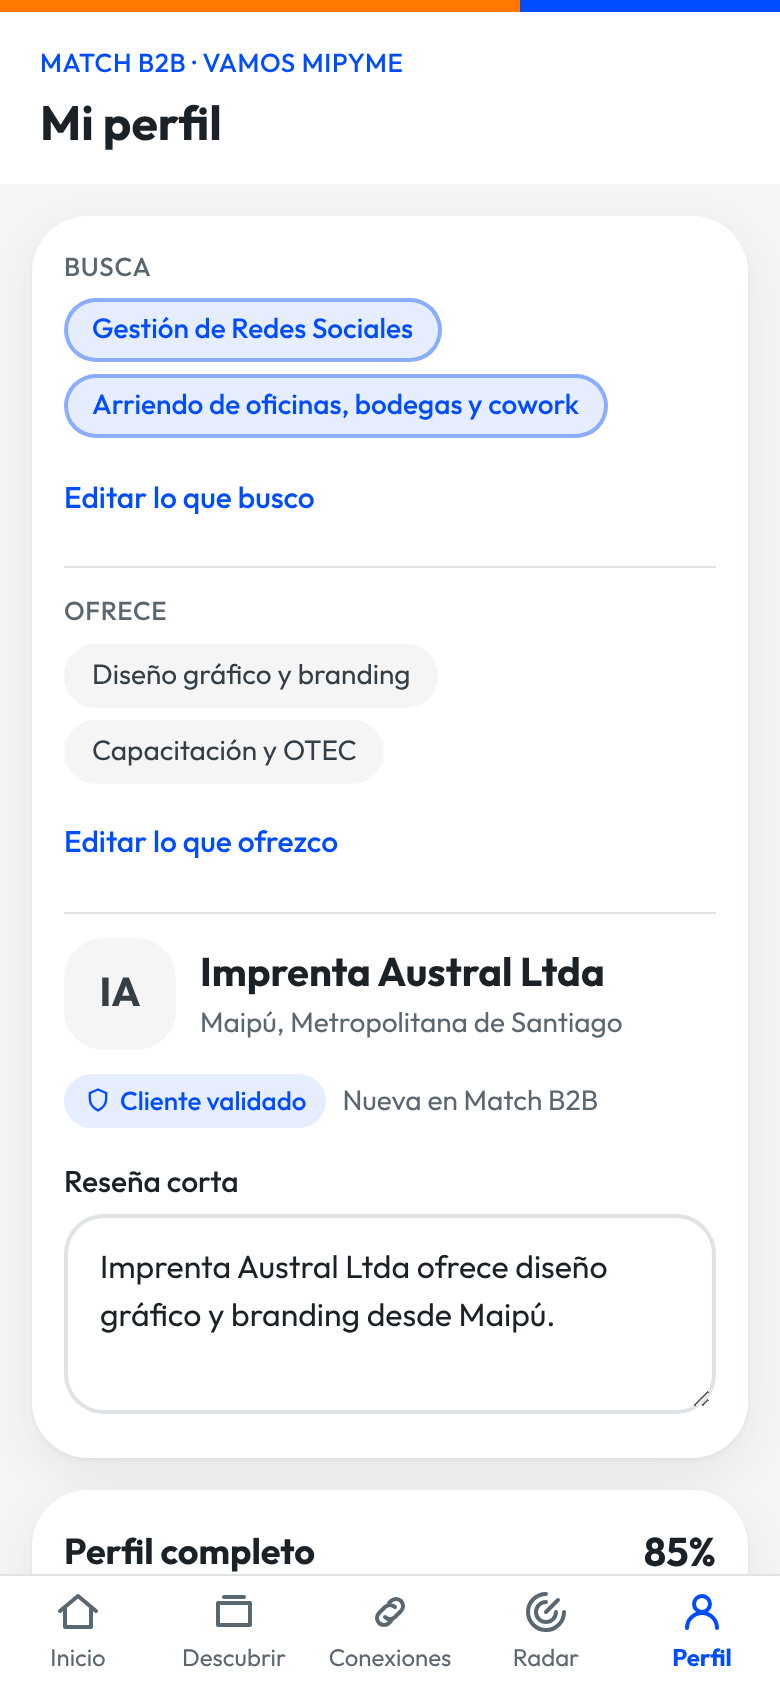 MATCH B2B · VAMOS MIPYME
Mi perfil
BUSCA
Gestión de Redes Sociales
Arriendo de oficinas, bodegas y cowork
Editar lo que busco
OFRECE
Diseño gráfico y branding
Capacitación y OTEC
Editar lo que ofrezco
IA
Imprenta Austral Ltda
Maipú, Metropolitana de Santiago
Cliente validado
Nueva en Match B2B
Reseña corta
Imprenta Austral Ltda ofrece diseño
gráfico y branding desde Maipú.
Perfil completo
85%
Inicio
Descubrir
Conexiones
Radar
Perfil